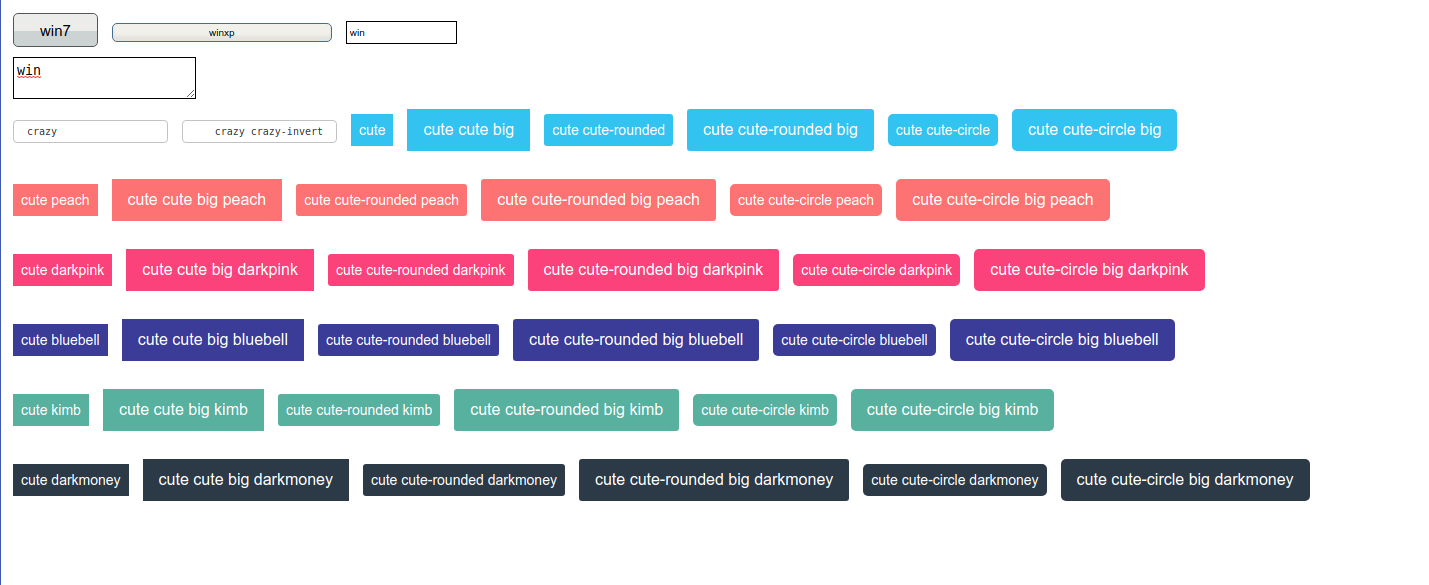 win7 winxp win
win
crazy crazy crazy-invert cute cute cute big cute cute-rounded cute cute-rounded big cute cute-circle cute cute-circle big
cute peach cute cute big peach cute cute-rounded peach cute cute-rounded big peach cute cute-circle peach cute cute-circle big peach
cute darkpink cute cute big darkpink cute cute-rounded darkpink cute cute-rounded big darkpink cute cute-circle darkpink cute cute-circle big darkpink
cute bluebell cute cute big bluebell cute cute-rounded bluebell cute cute-rounded big bluebell cute cute-circle bluebell cute cute-circle big bluebell
cute kimb cute cute big kimb cute cute-rounded kimb cute cute-rounded big kimb cute cute-circle kimb cute cute-circle big kimb
cute darkmoney cute cute big darkmoney cute cute-rounded darkmoney cute cute-rounded big darkmoney cute cute-circle darkmoney cute cute-circle big darkmoney